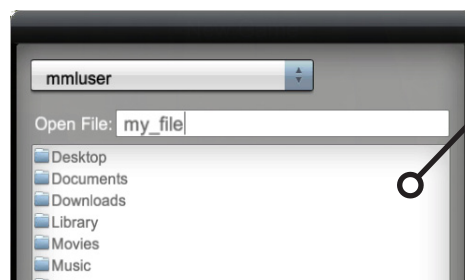 mmluser
Open File: my_file
Desktop
Documents
Downloads
Library
Movies
Music